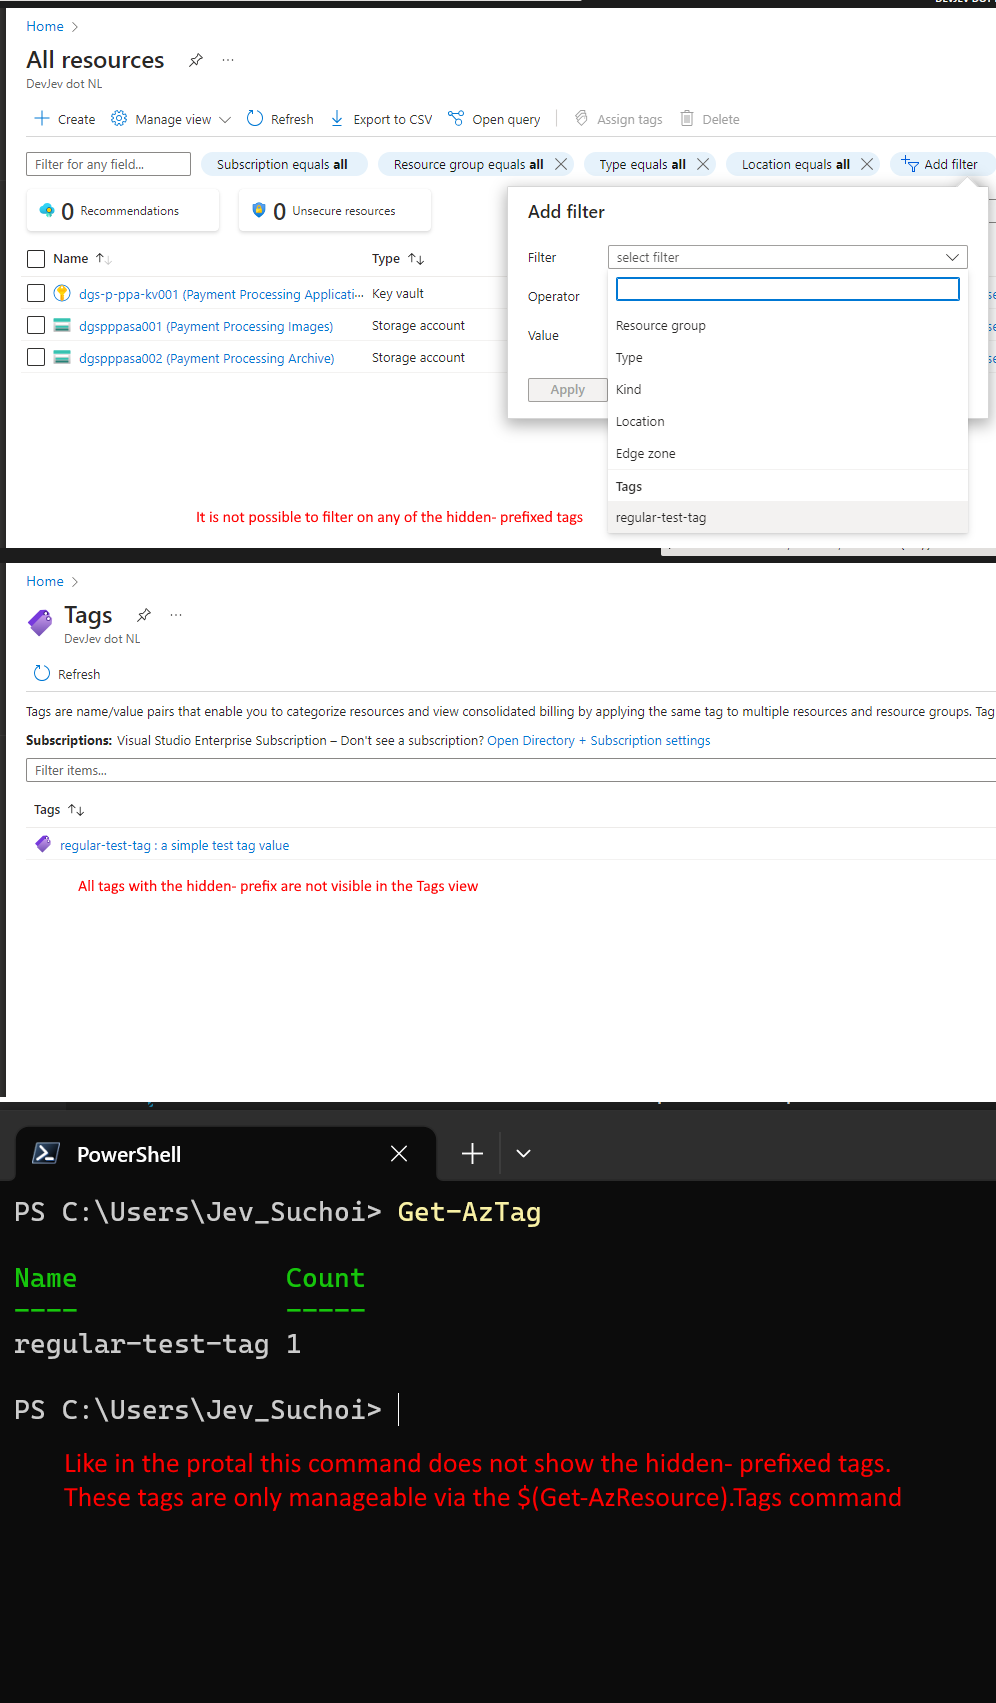 Home >
All resources ...
DevJev dot NL
Create Manage view Refresh Export to CSV Open query Assign tags Delete
Filter for any field... Subscription equals all Resource group equals all Type equals all Location equals all Add filter
0 Recommendations 0 Unsecure resources
Add filter
Filter select filter
Name Type
Operator
dgs-p-ppa-kv001 (Payment Processing Applicati... Key vault
Resource group
dgspppasa001 (Payment Processing Images) Storage account
Value
Type
dgspppasa002 (Payment Processing Archive) Storage account
Apply
Kind
Location
Edge zone
Tags
regular-test-tag
It is not possible to filter on any of the hidden- prefixed tags
Home >
Tags ...
DevJev dot NL
Refresh
Tags are name/value pairs that enable you to categorize resources and view consolidated billing by applying the same tag to multiple resources and resource groups. Tag
Subscriptions: Visual Studio Enterprise Subscription – Don't see a subscription? Open Directory + Subscription settings
Filter items...
Tags
regular-test-tag : a simple test tag value
All tags with the hidden- prefix are not visible in the Tags view
PowerShell
PS C:\Users\Jev_Suchoi> Get-AzTag
Name Count
---- -----
regular-test-tag 1
PS C:\Users\Jev_Suchoi>
Like in the protal this command does not show the hidden- prefixed tags.
These tags are only manageable via the $(Get-AzResource).Tags command